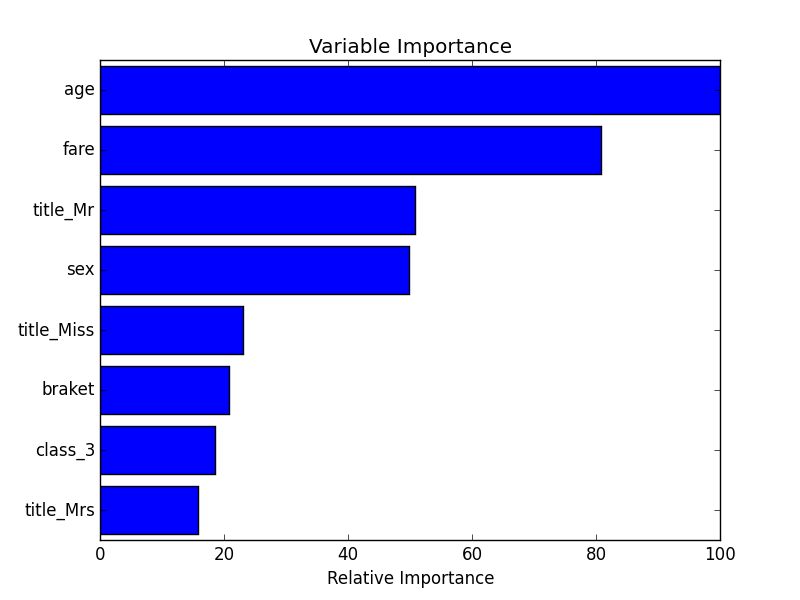 Variable Importance
age
fare
title_Mr
sex
title_Miss
braket
class_3
title_Mrs
0 20 40 60 80 100
Relative Importance